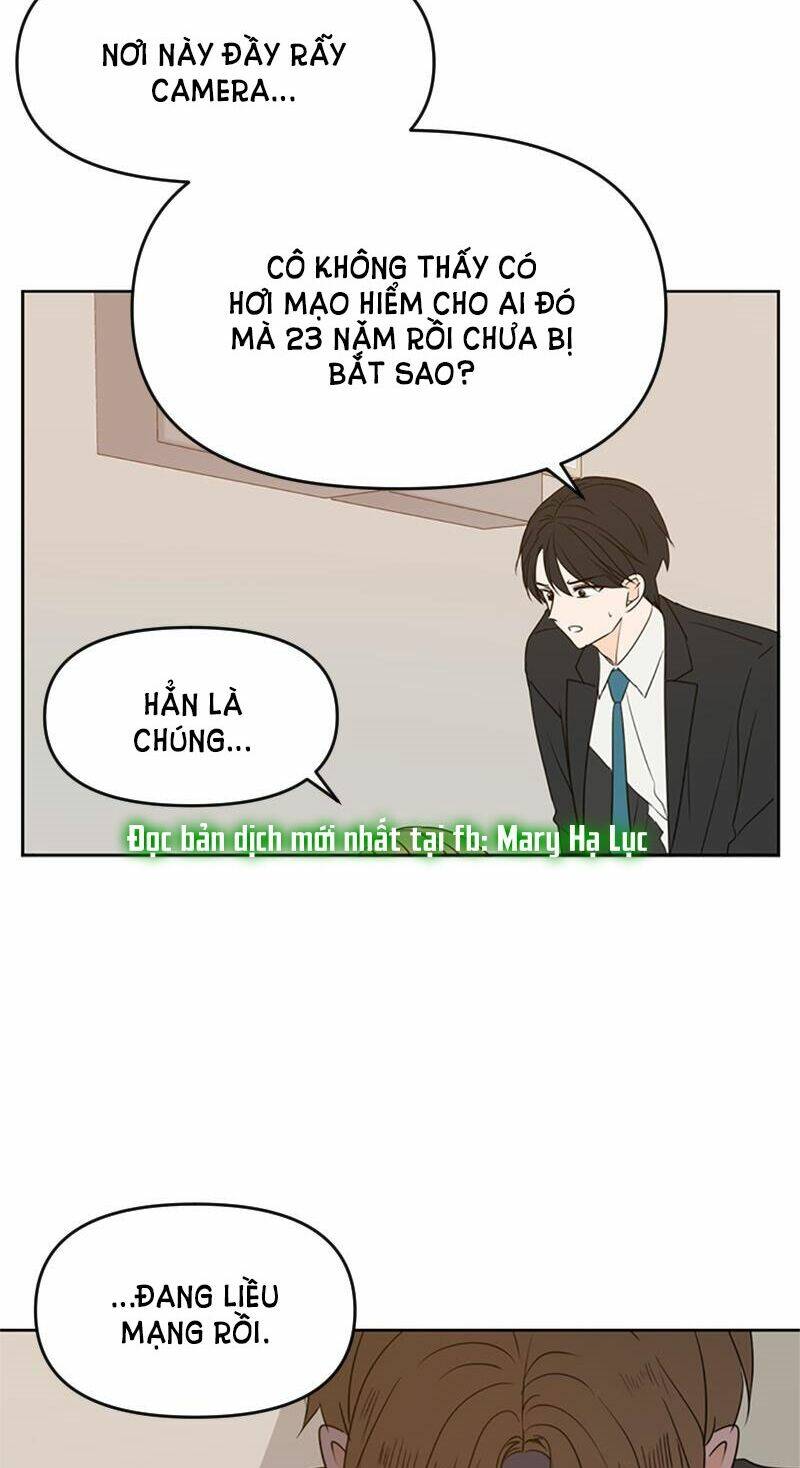 NƠI NÀY ĐẦY RẪY
CAMERA...
CÔ KHÔNG THẤY CÓ
HƠI MẠO HIỂM CHO AI ĐÓ
MÀ 23 NĂM RỒI CHƯA BỊ
BẮT SAO?
HẲN LÀ
CHÚNG...
Đọc bản dịch mới nhất tại fb: Mary Hạ Lục
...ĐANG LIỀU
MẠNG RỒI.